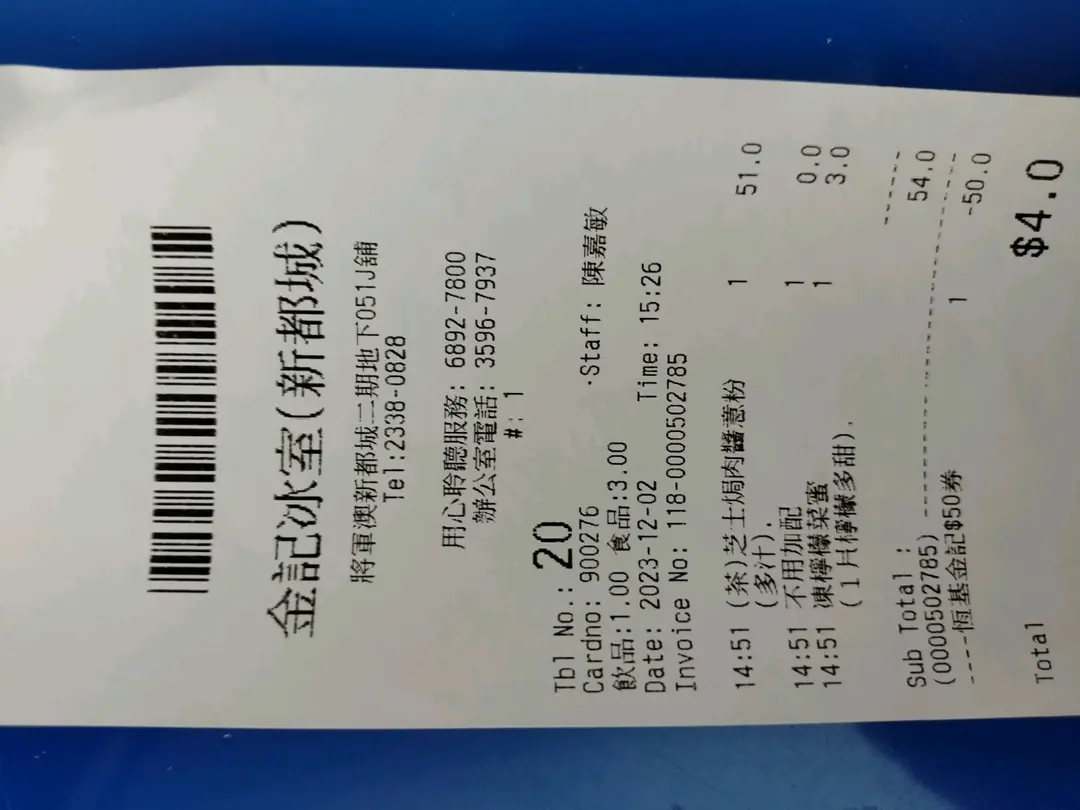 金記冰室(新都城)
將軍澳新都城二期地下051J舖
Tel:2338-0828
用心聆聽服務: 6892-7800
辦公室電話: 3596-7937
#: 1
Tbl No.: 20
Cardno: 900276 ·Staff: 陳嘉敏
飲品:1.00 食品:3.00
Date: 2023-12-02 Time: 15:26
Invoice No: 118-0000502785
14:51 (茶)芝士焗肉醬意粉 1 51.0
(多汁).
14:51 不用加配 1 0.0
14:51 凍檸檬菜蜜 1 3.0
(1片檸檬多甜).
Sub Total : 54.0
(0000502785)
----恆基金記$50券 1 -50.0
Total $4.0